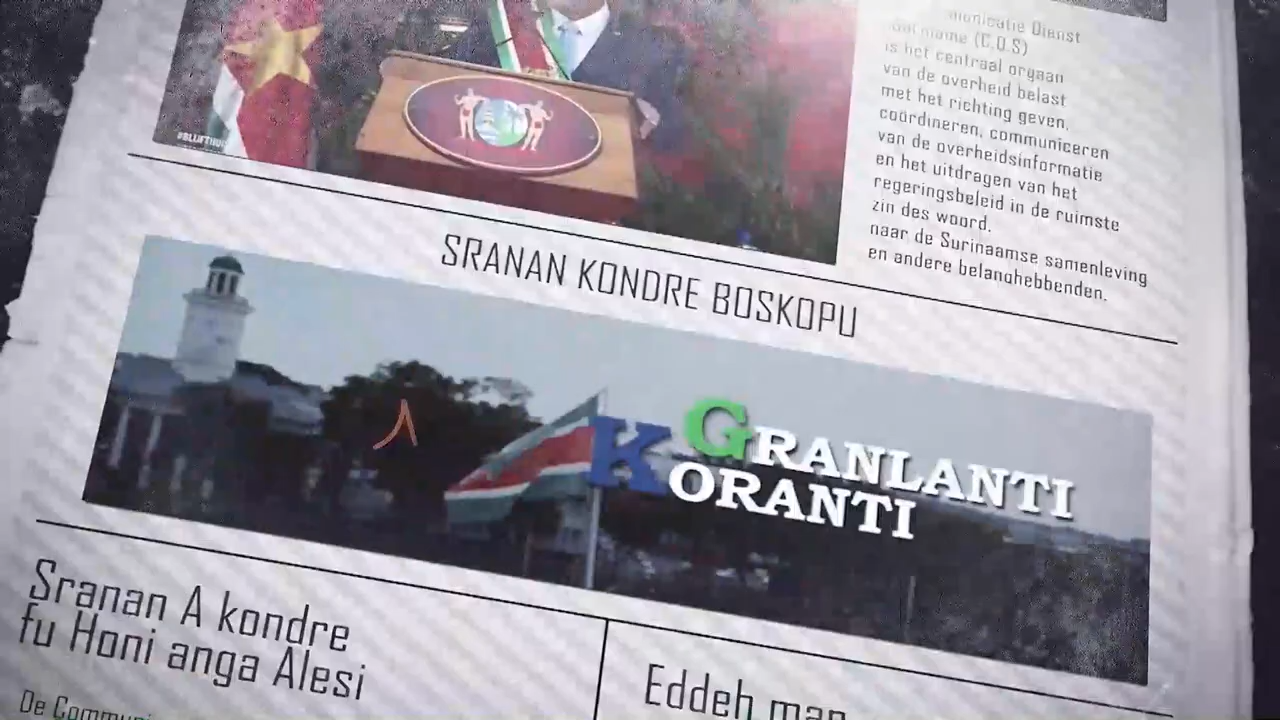 Dienst
(C.D.S)
is het centraal orgaan
van de overheid belast
met het richting geven,
coördineren, communiceren
van de overheidsinformatie
en het uitdragen van het
regeringsbeleid in de ruimste
zin des woord.
naar de Surinaamse samenleving
en andere belanghebbenden.
SRANAN KONDRE BOSKOPU
GRANLANTI
KORANTI
Sranan A kondre
fu Honi anga Alesi
De
Eddeh man